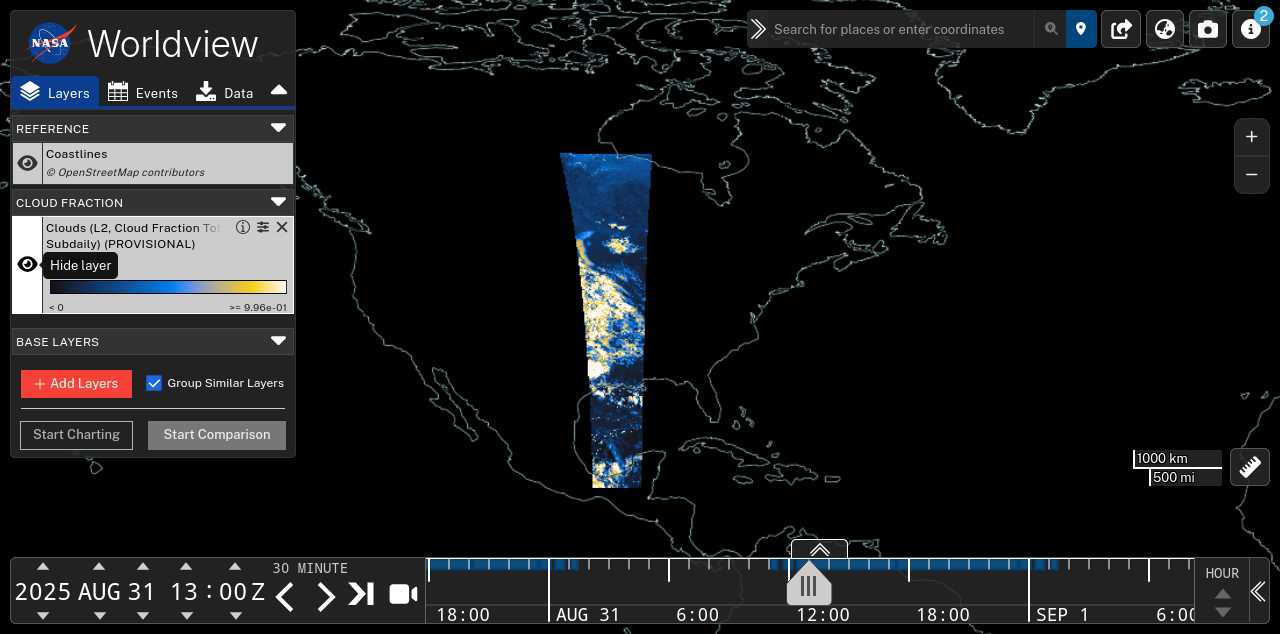 NASA Worldview
Search for places or enter coordinates
2
Layers Events Data
REFERENCE
Coastlines
© OpenStreetMap contributors
CLOUD FRACTION
Clouds (L2, Cloud Fraction Tot
Subdaily) (PROVISIONAL)
Hide layer
< 0 >= 9.96e-01
BASE LAYERS
+ Add Layers Group Similar Layers
Start Charting Start Comparison
+
−
1000 km
500 mi
2025 AUG 31 13 : 00 Z
30 MINUTE
18:00 AUG 31 6:00 12:00 18:00 SEP 1 6:00
HOUR